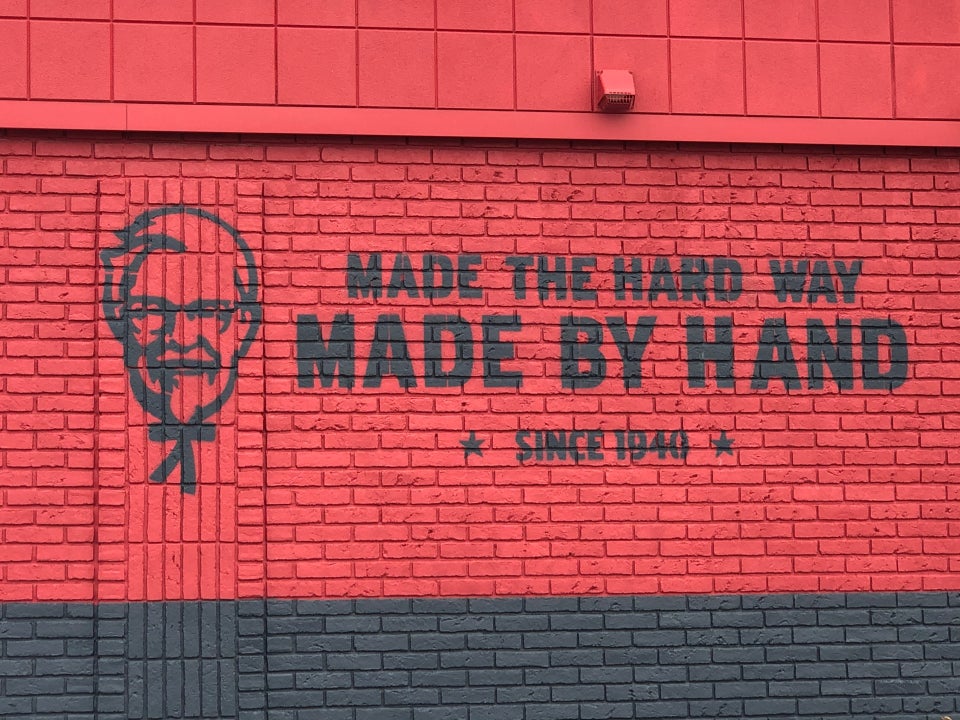 MADE THE HARD WAY
MADE BY HAND
★ SINCE 1940 ★